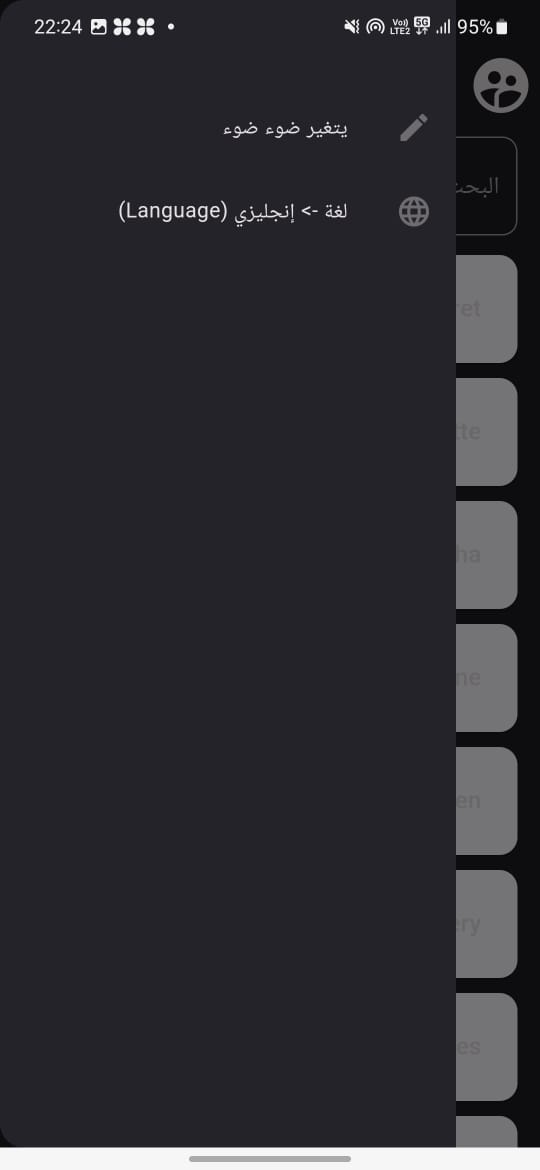 22:24
Vo)) LTE2 5G 95%
يتغير ضوء ضوء
لغة -> إنجليزي (Language)
البحث
ret
tte
ha
ne
en
ery
es